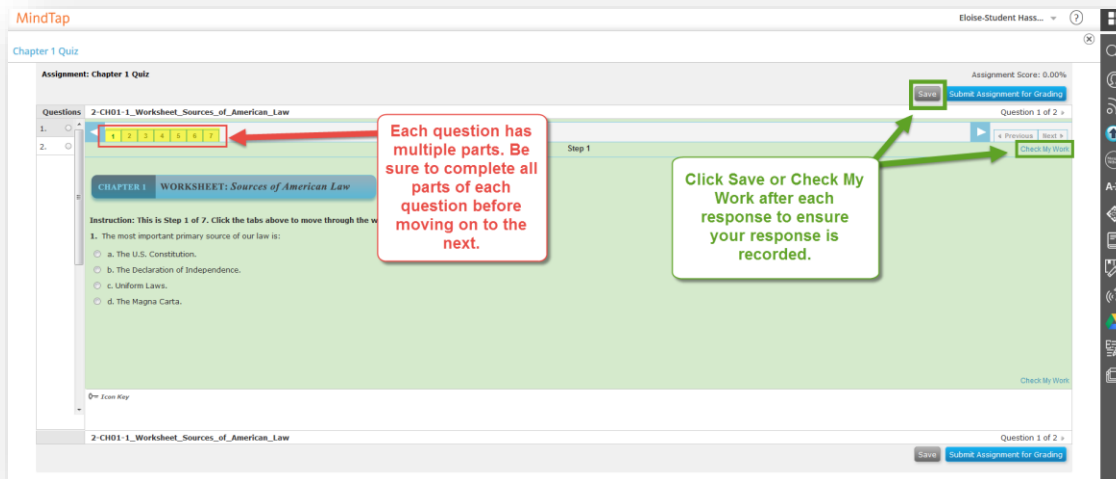 MindTap
Eloise-Student Hass...
?
Chapter 1 Quiz
Assignment: Chapter 1 Quiz
Assignment Score: 0.00%
Save Submit Assignment for Grading
Questions 2-CH01-1_Worksheet_Sources_of_American_Law Question 1 of 2 >
1.
2.
1 2 3 4 5 6 7
< Previous Next >
Step 1
Check My Work
Each question has
multiple parts. Be
sure to complete all
parts of each
question before
moving on to the
next.
Click Save or Check My
Work after each
response to ensure
your response is
recorded.
CHAPTER 1 WORKSHEET: Sources of American Law
Instruction: This is Step 1 of 7. Click the tabs above to move through the w
1. The most important primary source of our law is:
a. The U.S. Constitution.
b. The Declaration of Independence.
c. Uniform Laws.
d. The Magna Carta.
Check My Work
Icon Key
2-CH01-1_Worksheet_Sources_of_American_Law Question 1 of 2 >
Save Submit Assignment for Grading